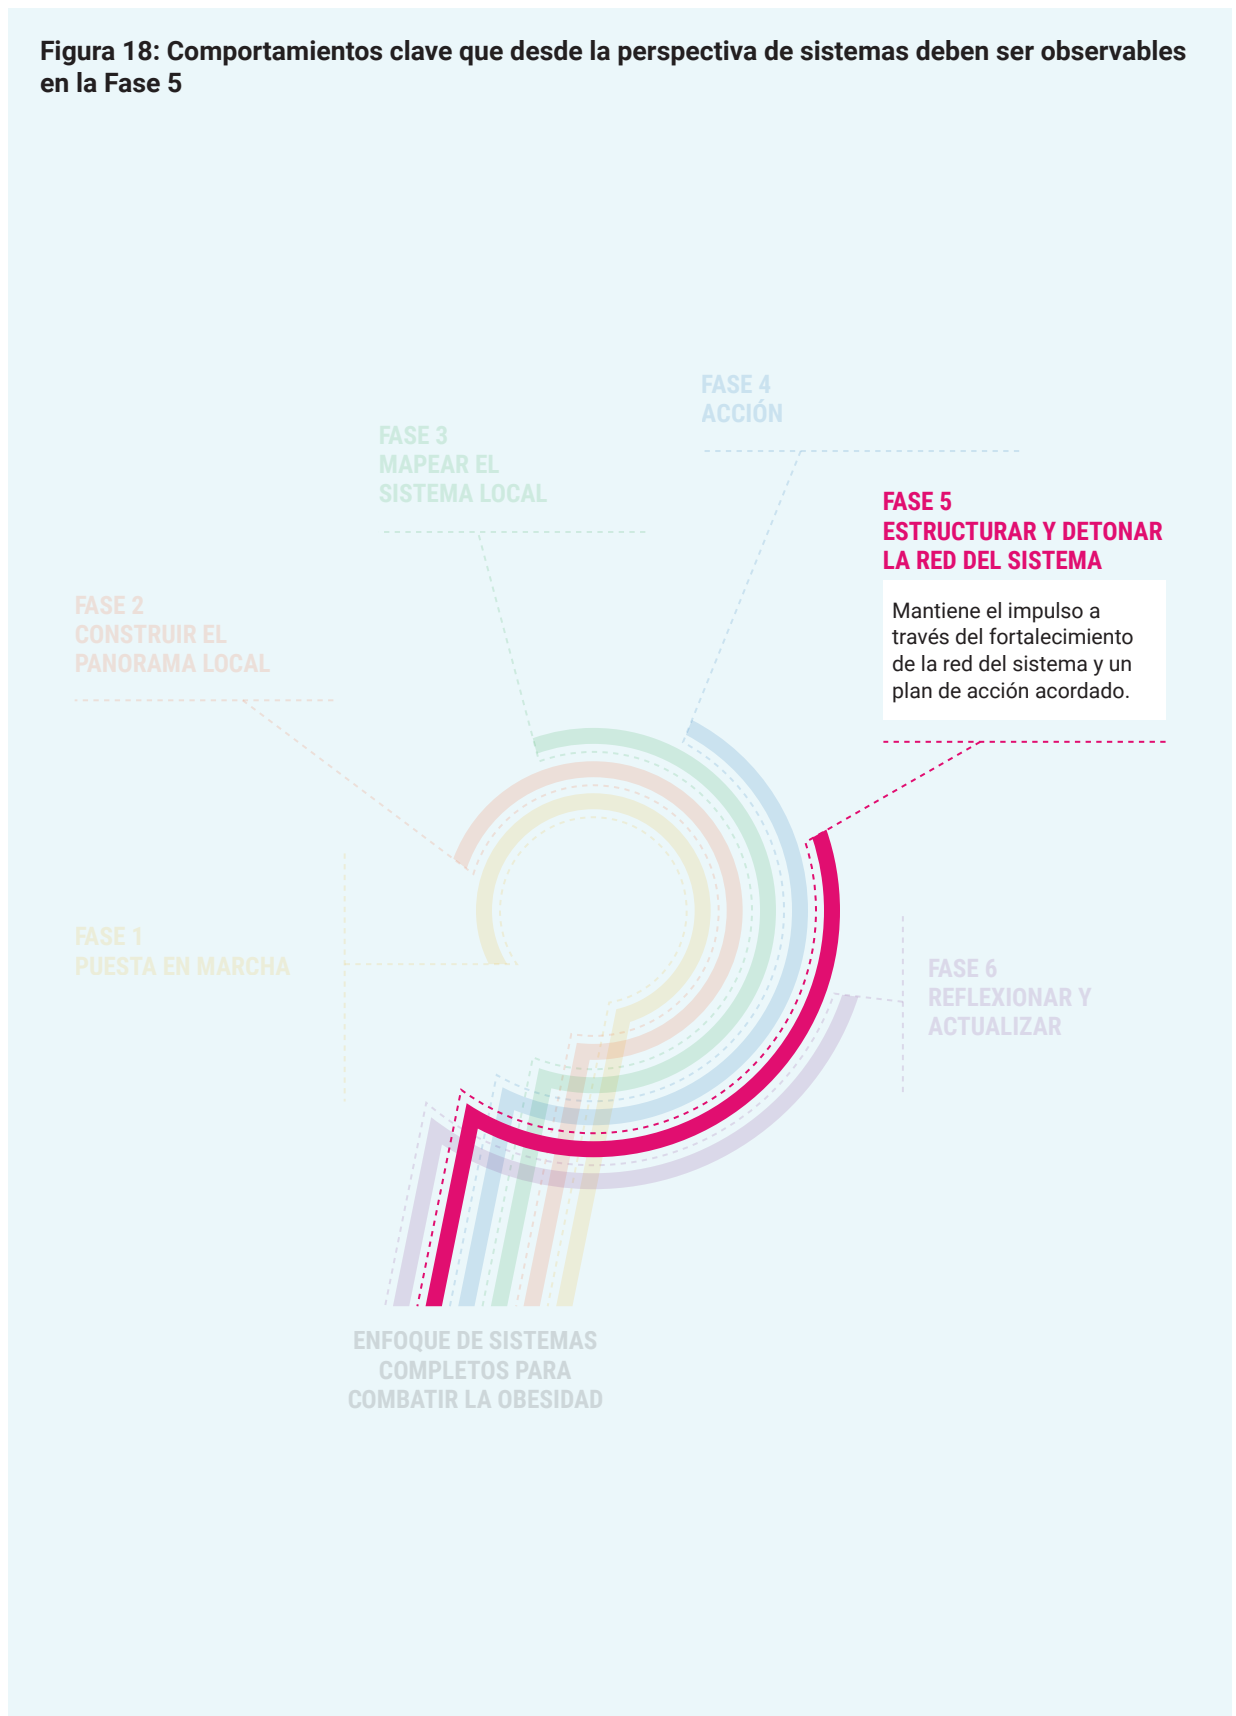 Figura 18: Comportamientos clave que desde la perspectiva de sistemas deben ser observables
en la Fase 5
FASE 4
ACCIÓN
FASE 3
MAPEAR EL
SISTEMA LOCAL
FASE 5
ESTRUCTURAR Y DETONAR
LA RED DEL SISTEMA
Mantiene el impulso a
través del fortalecimiento
de la red del sistema y un
plan de acción acordado.
FASE 2
CONSTRUIR EL
PANORAMA LOCAL
FASE 1
PUESTA EN MARCHA
FASE 6
REFLEXIONAR Y
ACTUALIZAR
ENFOQUE DE SISTEMAS
COMPLETOS PARA
COMBATIR LA OBESIDAD